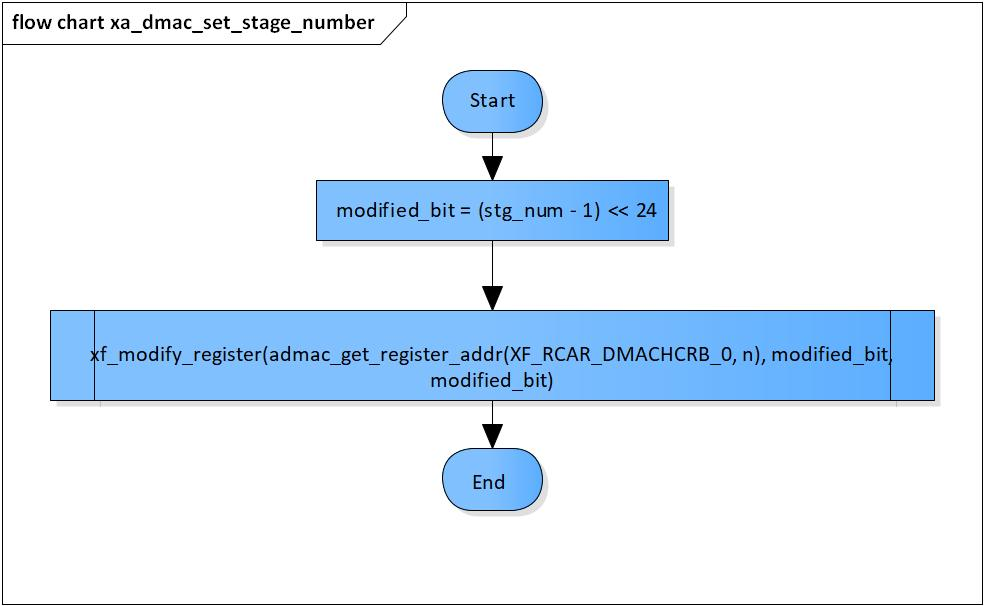 flow chart xa_dmac_set_stage_number
Start
modified_bit = (stg_num - 1) << 24
xf_modify_register(admac_get_register_addr(XF_RCAR_DMACHCRB_0, n), modified_bit,
modified_bit)
End